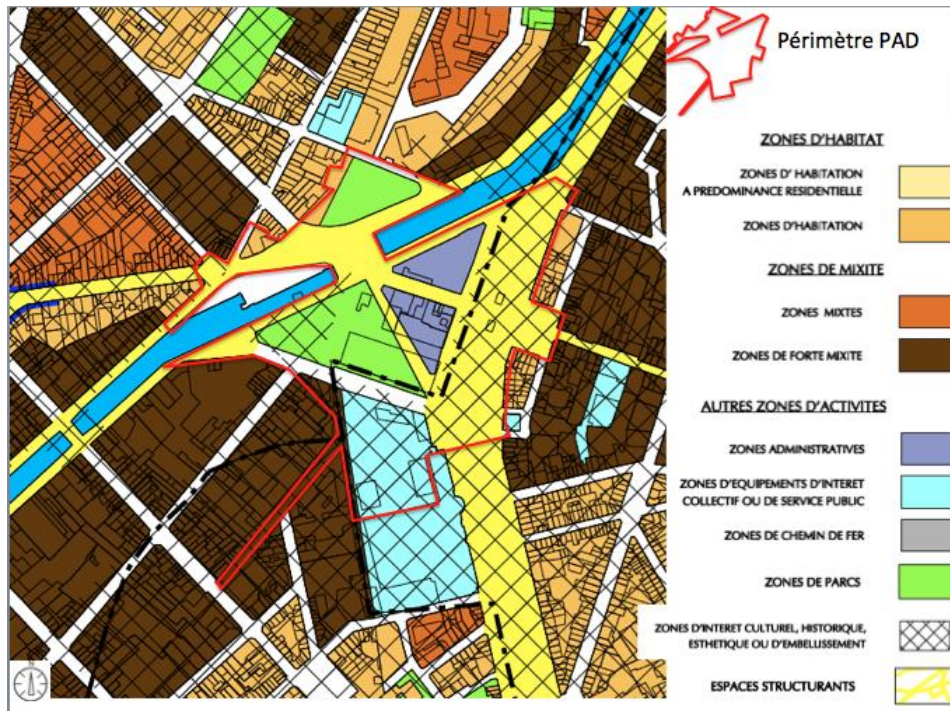 Périmètre PAD
ZONES D'HABITAT
ZONES D' HABITATION
A PREDOMINANCE RESIDENTIELLE
ZONES D'HABITATION
ZONES DE MIXITE
ZONES MIXTES
ZONES DE FORTE MIXITE
AUTRES ZONES D'ACTIVITES
ZONES ADMINISTRATIVES
ZONES D'EQUIPEMENTS D'INTERET
COLLECTIF OU DE SERVICE PUBLIC
ZONES DE CHEMIN DE FER
ZONES DE PARCS
ZONES D'INTERET CULTUREL, HISTORIQUE,
ESTHETIQUE OU D'EMBELLISSEMENT
ESPACES STRUCTURANTS